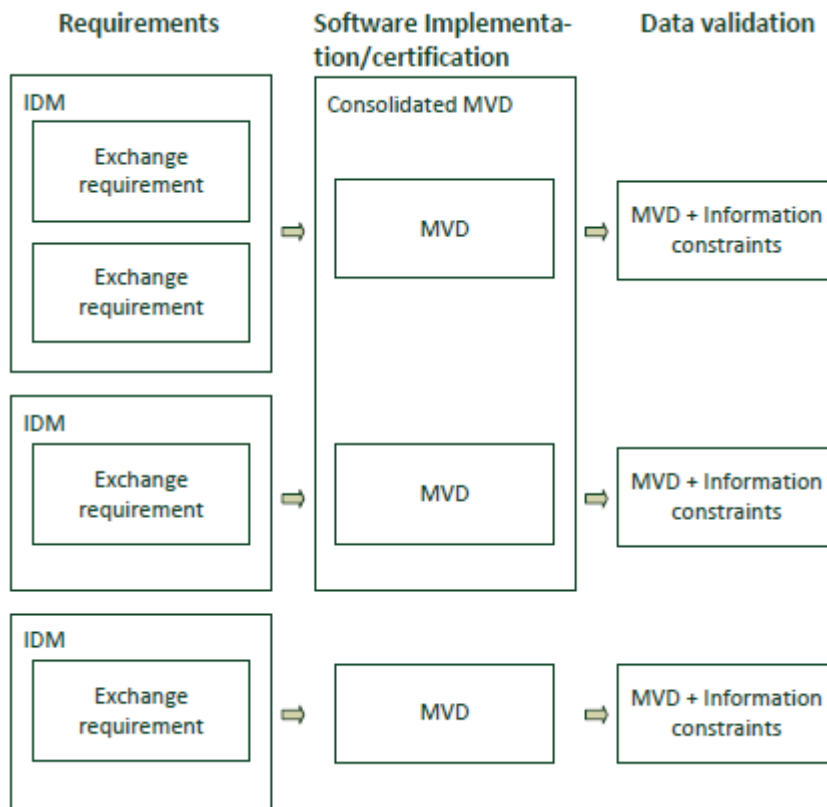 Requirements
Software Implementa-
tion/certification
Data validation
IDM
Exchange
requirement
Exchange
requirement
Consolidated MVD
MVD
MVD + Information
constraints
IDM
Exchange
requirement
MVD
MVD + Information
constraints
IDM
Exchange
requirement
MVD
MVD + Information
constraints